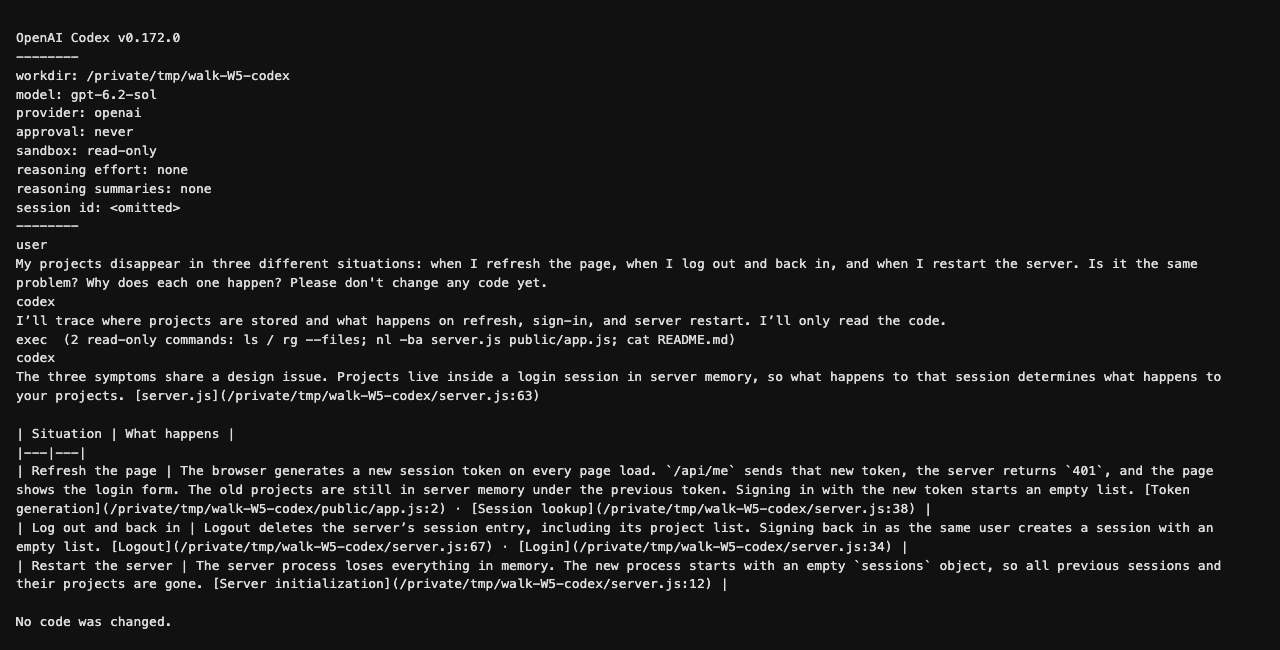 OpenAI Codex v0.172.0
--------
workdir: /private/tmp/walk-W5-codex
model: gpt-6.2-sol
provider: openai
approval: never
sandbox: read-only
reasoning effort: none
reasoning summaries: none
session id: <omitted>
--------
user
My projects disappear in three different situations: when I refresh the page, when I log out and back in, and when I restart the server. Is it the same
problem? Why does each one happen? Please don't change any code yet.
codex
I’ll trace where projects are stored and what happens on refresh, sign-in, and server restart. I’ll only read the code.
exec  (2 read-only commands: ls / rg --files; nl -ba server.js public/app.js; cat README.md)
codex
The three symptoms share a design issue. Projects live inside a login session in server memory, so what happens to that session determines what happens to
your projects. [server.js](/private/tmp/walk-W5-codex/server.js:63)

| Situation | What happens |
|---|---|
| Refresh the page | The browser generates a new session token on every page load. `/api/me` sends that new token, the server returns `401`, and the page
shows the login form. The old projects are still in server memory under the previous token. Signing in with the new token starts an empty list. [Token
generation](/private/tmp/walk-W5-codex/public/app.js:2) · [Session lookup](/private/tmp/walk-W5-codex/server.js:38) |
| Log out and back in | Logout deletes the server’s session entry, including its project list. Signing back in as the same user creates a session with an
empty list. [Logout](/private/tmp/walk-W5-codex/server.js:67) · [Login](/private/tmp/walk-W5-codex/server.js:34) |
| Restart the server | The server process loses everything in memory. The new process starts with an empty `sessions` object, so all previous sessions and
their projects are gone. [Server initialization](/private/tmp/walk-W5-codex/server.js:12) |

No code was changed.